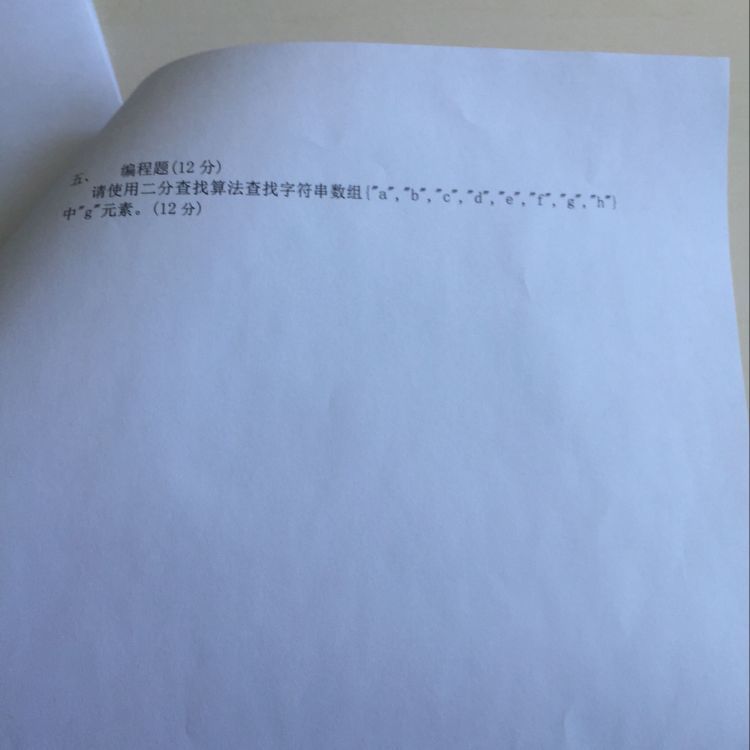 五、 编程题(12 分)
请使用二分查找算法查找字符串数组{"a","b","c","d","e","f","g","h"}
中"g"元素。(12 分)